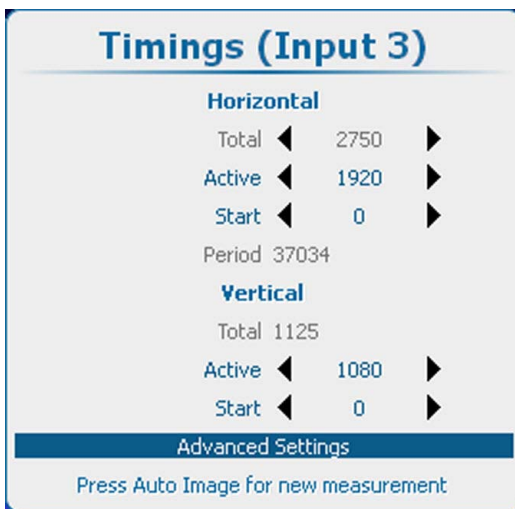 Timings (Input 3)
Horizontal
Total 2750
Active 1920
Start 0
Period 37034
Vertical
Total 1125
Active 1080
Start 0
Advanced Settings
Press Auto Image for new measurement